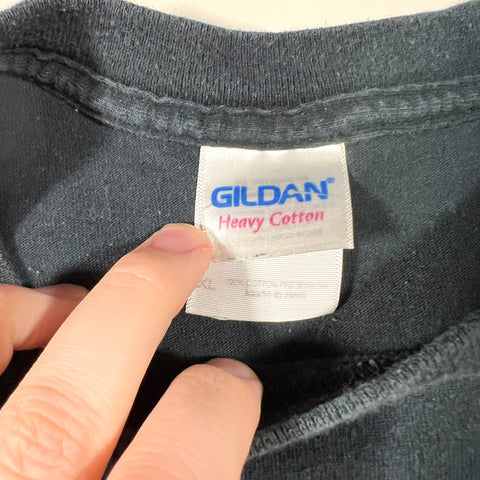 GILDAN®
Heavy Cotton
XL 100% COTTON PRESHRUNK
Made in Haiti